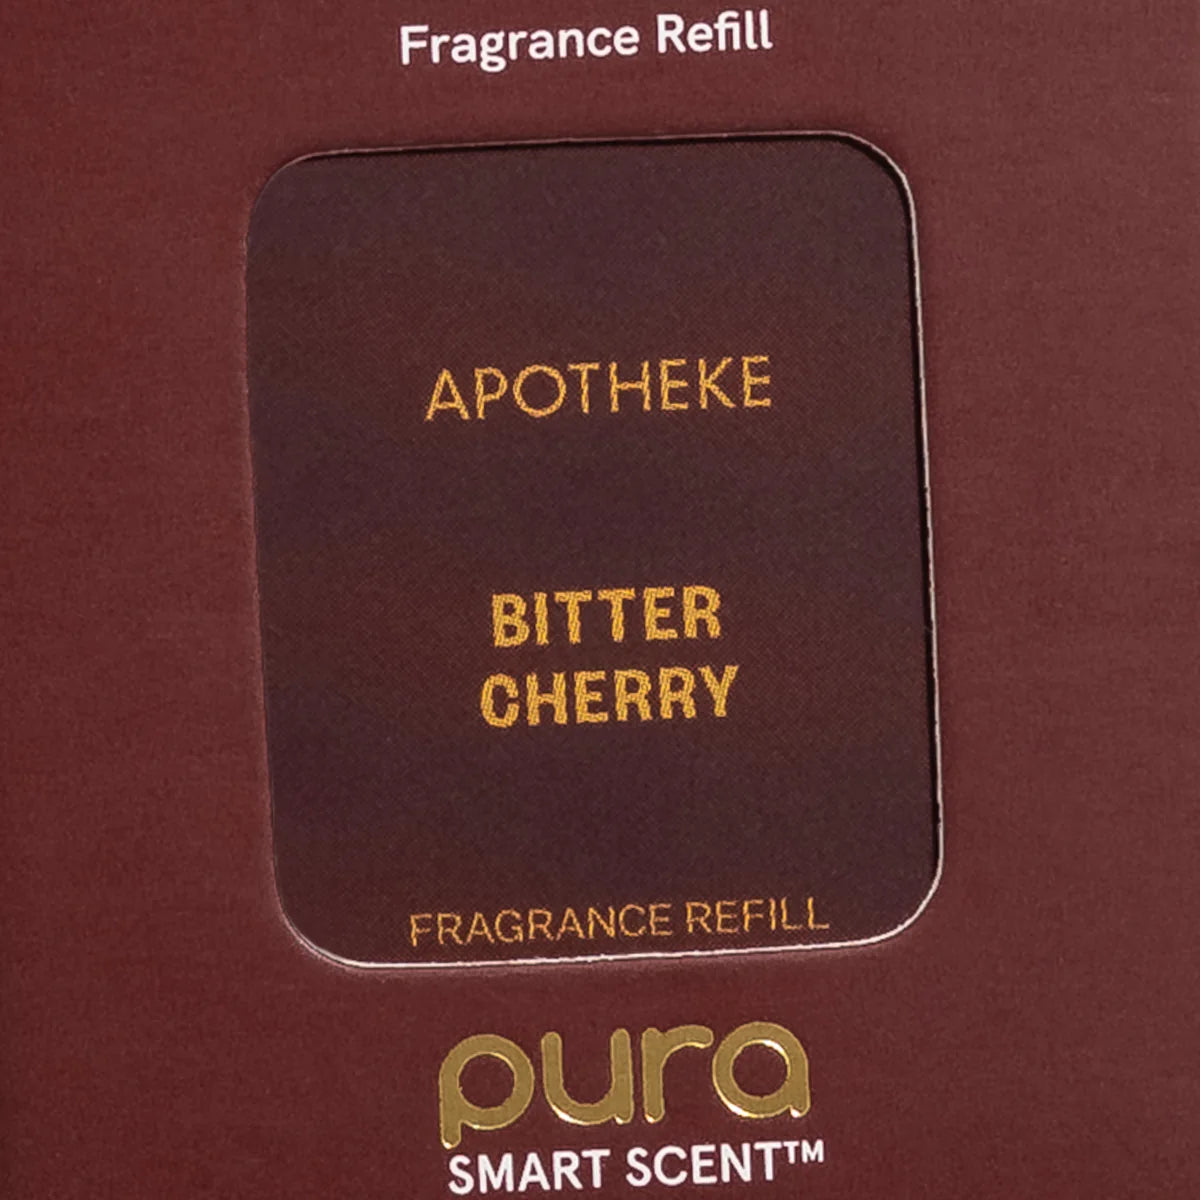 Fragrance Refill
APOTHEKE
BITTER
CHERRY
FRAGRANCE REFILL
pura
SMART SCENT™